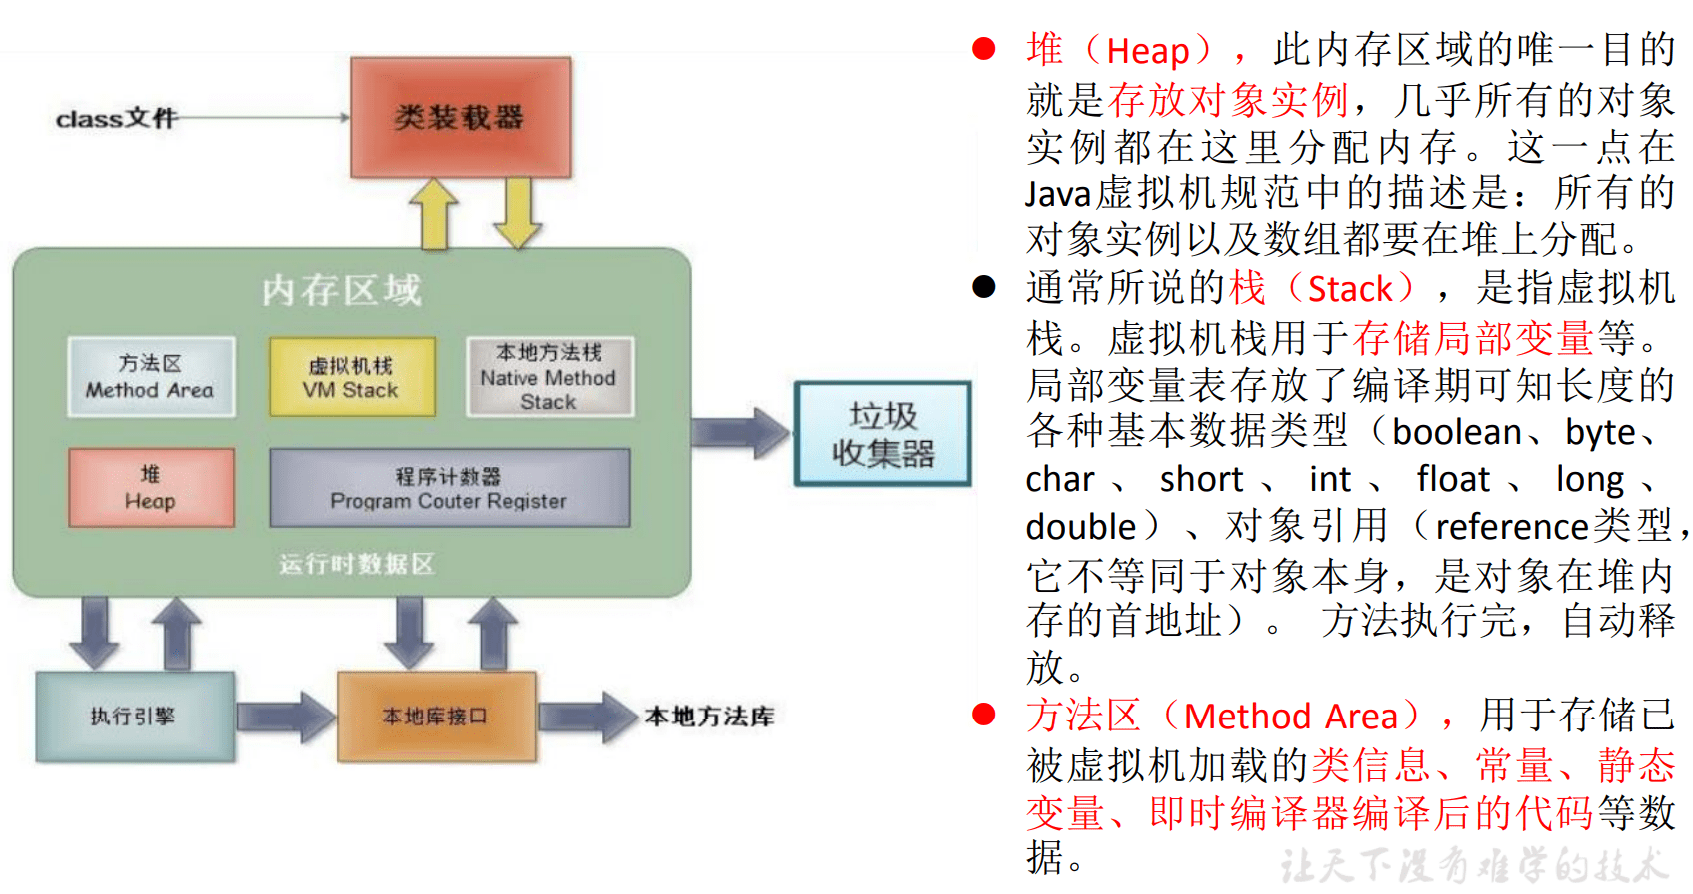 class文件
类装载器
内存区域
方法区
Method Area
虚拟机栈
VM Stack
本地方法栈
Native Method
Stack
堆
Heap
程序计数器
Program Couter Register
运行时数据区
垃圾
收集器
执行引擎
本地库接口
本地方法库
堆（Heap），此内存区域的唯一目的
就是存放对象实例，几乎所有的对象
实例都在这里分配内存。这一点在
Java虚拟机规范中的描述是：所有的
对象实例以及数组都要在堆上分配。
通常所说的栈（Stack），是指虚拟机
栈。虚拟机栈用于存储局部变量等。
局部变量表存放了编译期可知长度的
各种基本数据类型（boolean、byte、
char、short、int、float、long、
double）、对象引用（reference类型，
它不等同于对象本身，是对象在堆内
存的首地址）。 方法执行完，自动释
放。
方法区（Method Area），用于存储已
被虚拟机加载的类信息、常量、静态
变量、即时编译器编译后的代码等数
据。
让天下没有难学的技术